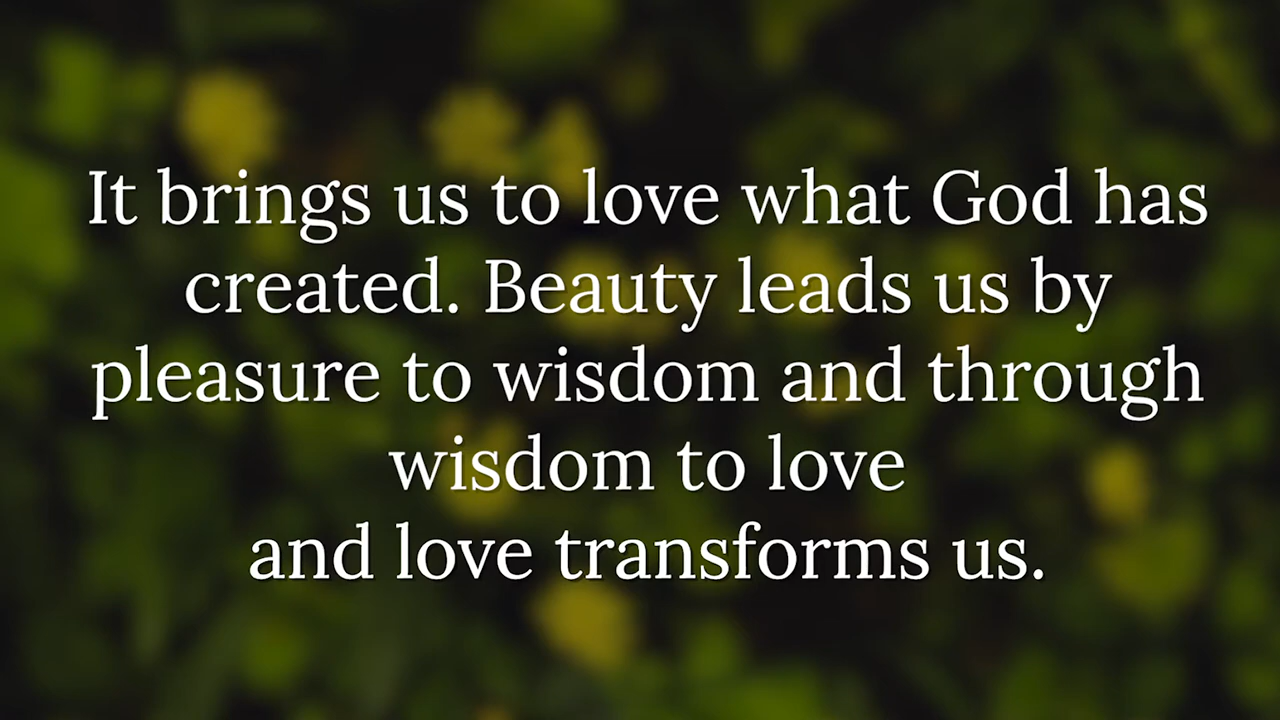 It brings us to love what God has
created. Beauty leads us by
pleasure to wisdom and through
wisdom to love
and love transforms us.